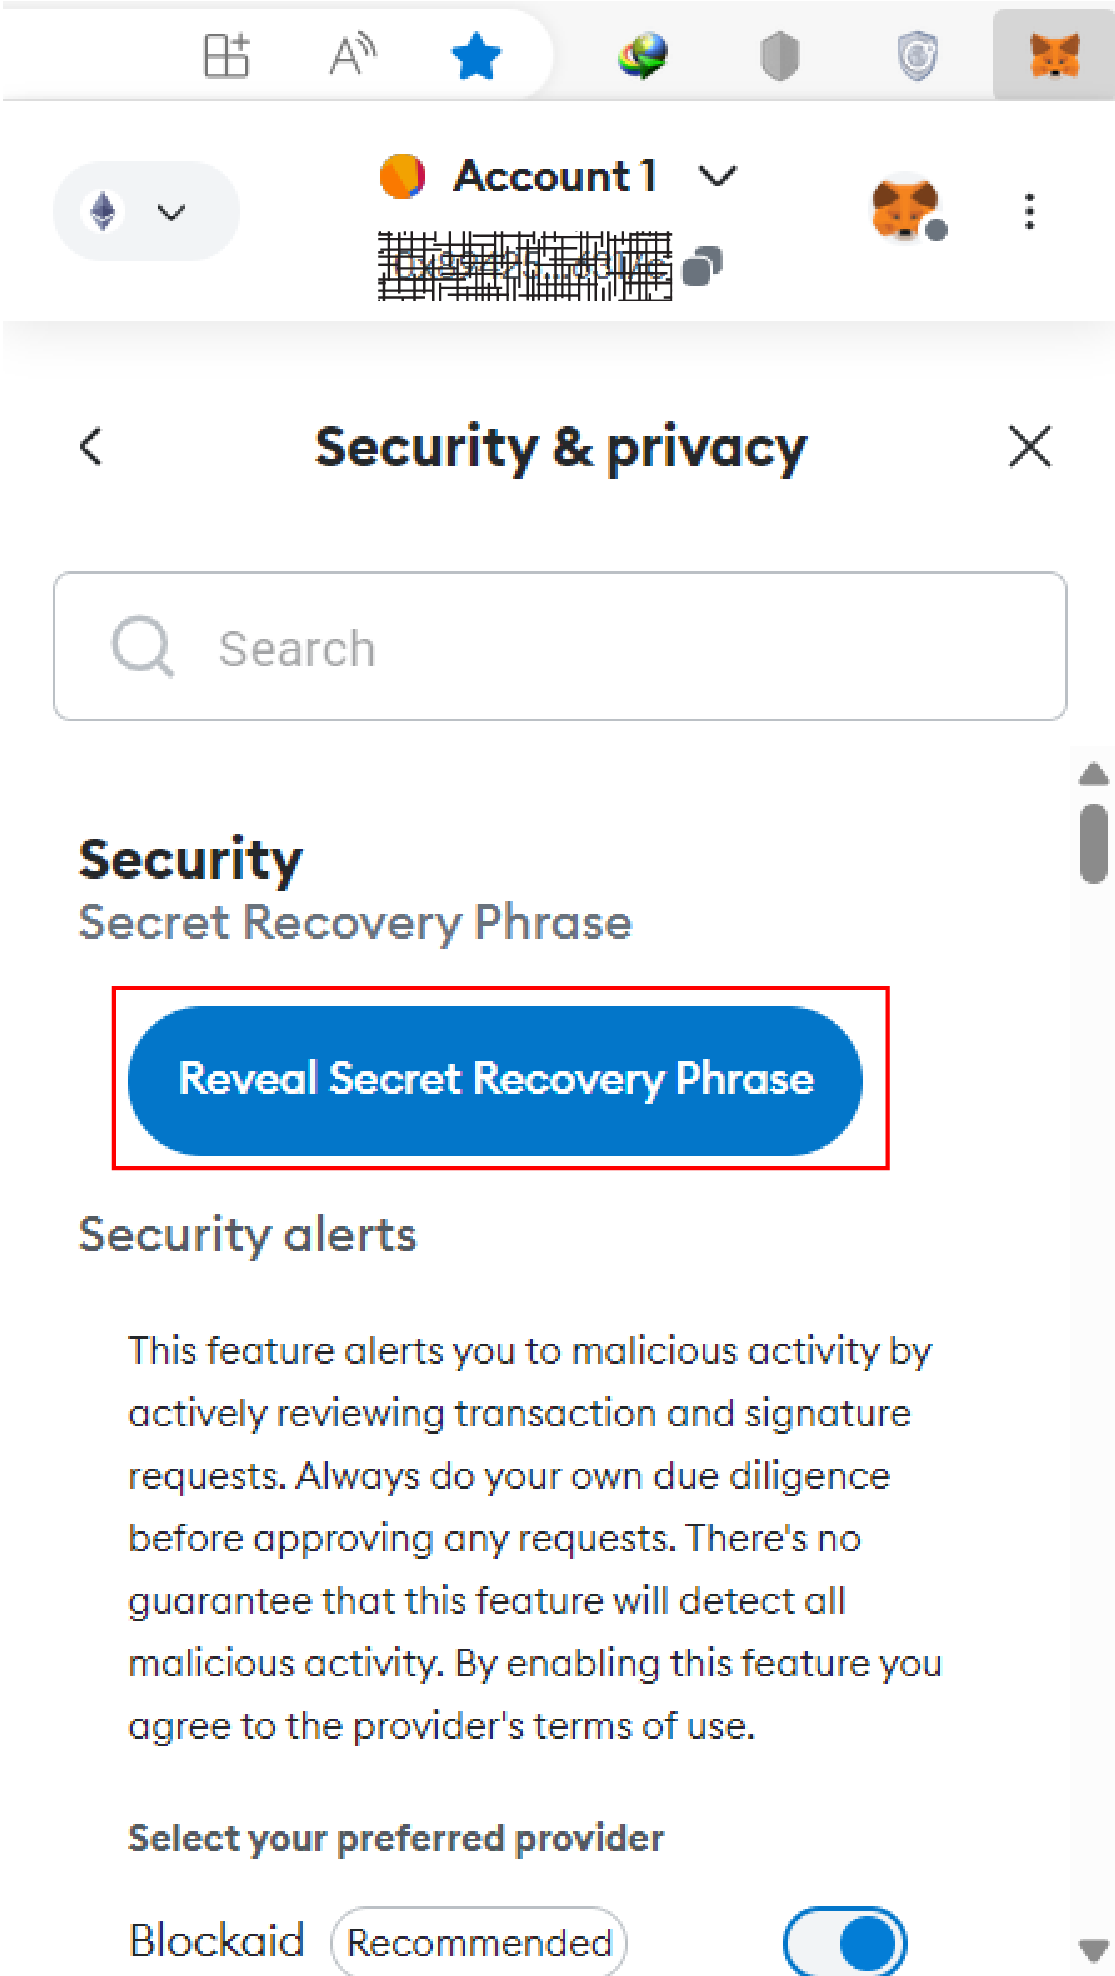 Account 1
Security & privacy
Search
Security
Secret Recovery Phrase
Reveal Secret Recovery Phrase
Security alerts
This feature alerts you to malicious activity by
actively reviewing transaction and signature
requests. Always do your own due diligence
before approving any requests. There's no
guarantee that this feature will detect all
malicious activity. By enabling this feature you
agree to the provider's terms of use.
Select your preferred provider
Blockaid Recommended